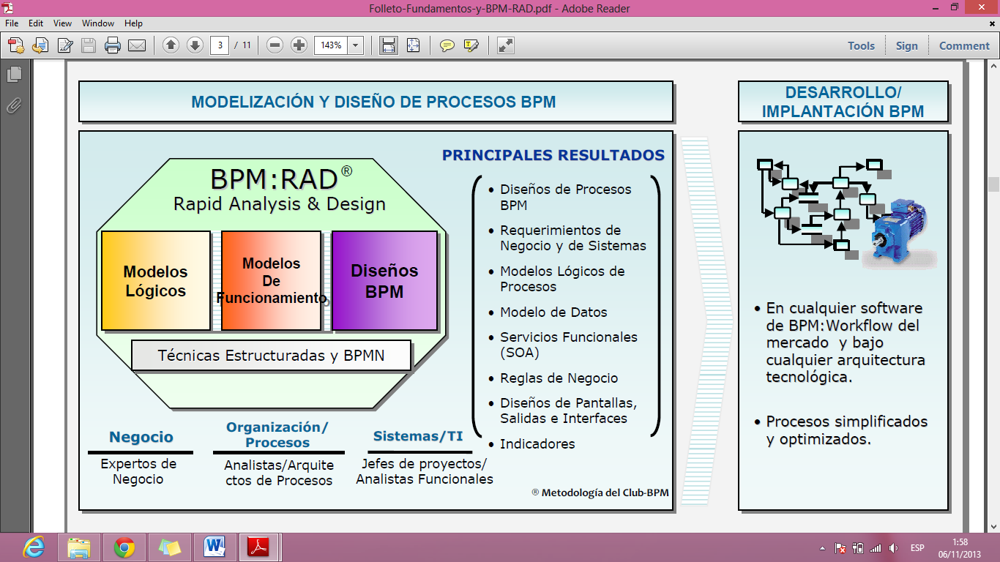 Folleto-Fundamentos-y-BPM-RAD.pdf - Adobe Reader
File Edit View Window Help
3 / 11 143% Tools Sign Comment
MODELIZACIÓN Y DISEÑO DE PROCESOS BPM
BPM:RAD®
Rapid Analysis & Design
Modelos
Lógicos
Modelos
De
Funcionamiento
Diseños
BPM
Técnicas Estructuradas y BPMN
Negocio
Expertos de
Negocio
Organización/
Procesos
Analistas/Arquite
ctos de Procesos
Sistemas/TI
Jefes de proyectos/
Analistas Funcionales
PRINCIPALES RESULTADOS
• Diseños de Procesos
BPM
• Requerimientos de
Negocio y de Sistemas
• Modelos Lógicos de
Procesos
• Modelo de Datos
• Servicios Funcionales
(SOA)
• Reglas de Negocio
• Diseños de Pantallas,
Salidas e Interfaces
• Indicadores
® Metodología del Club-BPM
DESARROLLO/
IMPLANTACIÓN BPM
• En cualquier software
de BPM:Workflow del
mercado y bajo
cualquier arquitectura
tecnológica.
• Procesos simplificados
y optimizados.
ESP
1:58
06/11/2013